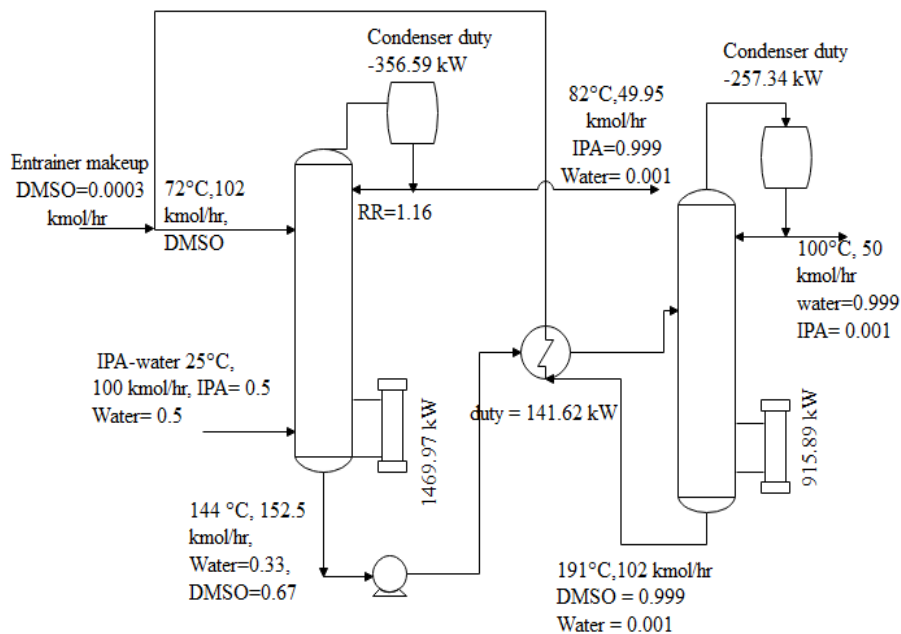 Condenser duty
-356.59 kW
Condenser duty
-257.34 kW
82°C,49.95
kmol/hr
IPA=0.999
Water= 0.001
Entrainer makeup
DMSO=0.0003
kmol/hr
72°C,102
kmol/hr,
DMSO
RR=1.16
100°C, 50
kmol/hr
water=0.999
IPA= 0.001
IPA-water 25°C,
100 kmol/hr, IPA= 0.5
Water= 0.5
1469.97 kW
duty = 141.62 kW
915.89 kW
144 °C, 152.5
kmol/hr,
Water=0.33,
DMSO=0.67
191°C,102 kmol/hr
DMSO = 0.999
Water = 0.001